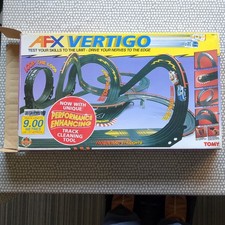 AFX VERTIGO
TEST YOUR SKILLS TO THE LIMIT - DRIVE YOUR NERVES TO THE EDGE
NOW WITH
UNIQUE
PERFORMANCE
ENHANCING
TRACK
CLEANING
TOOL
9.00
TOMY